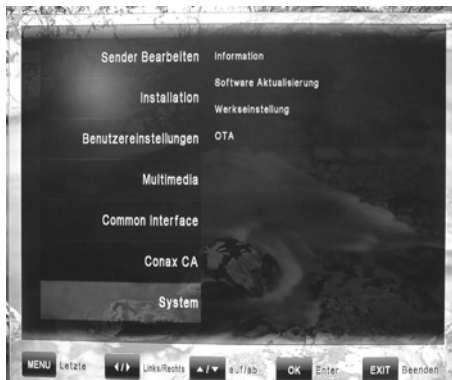 Sender Bearbeiten
Installation
Benutzereinstellungen
Multimedia
Common Interface
Conax CA
System
Information
Software Aktualisierung
Werkseinstellung
OTA
MENU Letzte ◄/► Links/Rechts ▲/▼ auf/ab OK Enter EXIT Beenden